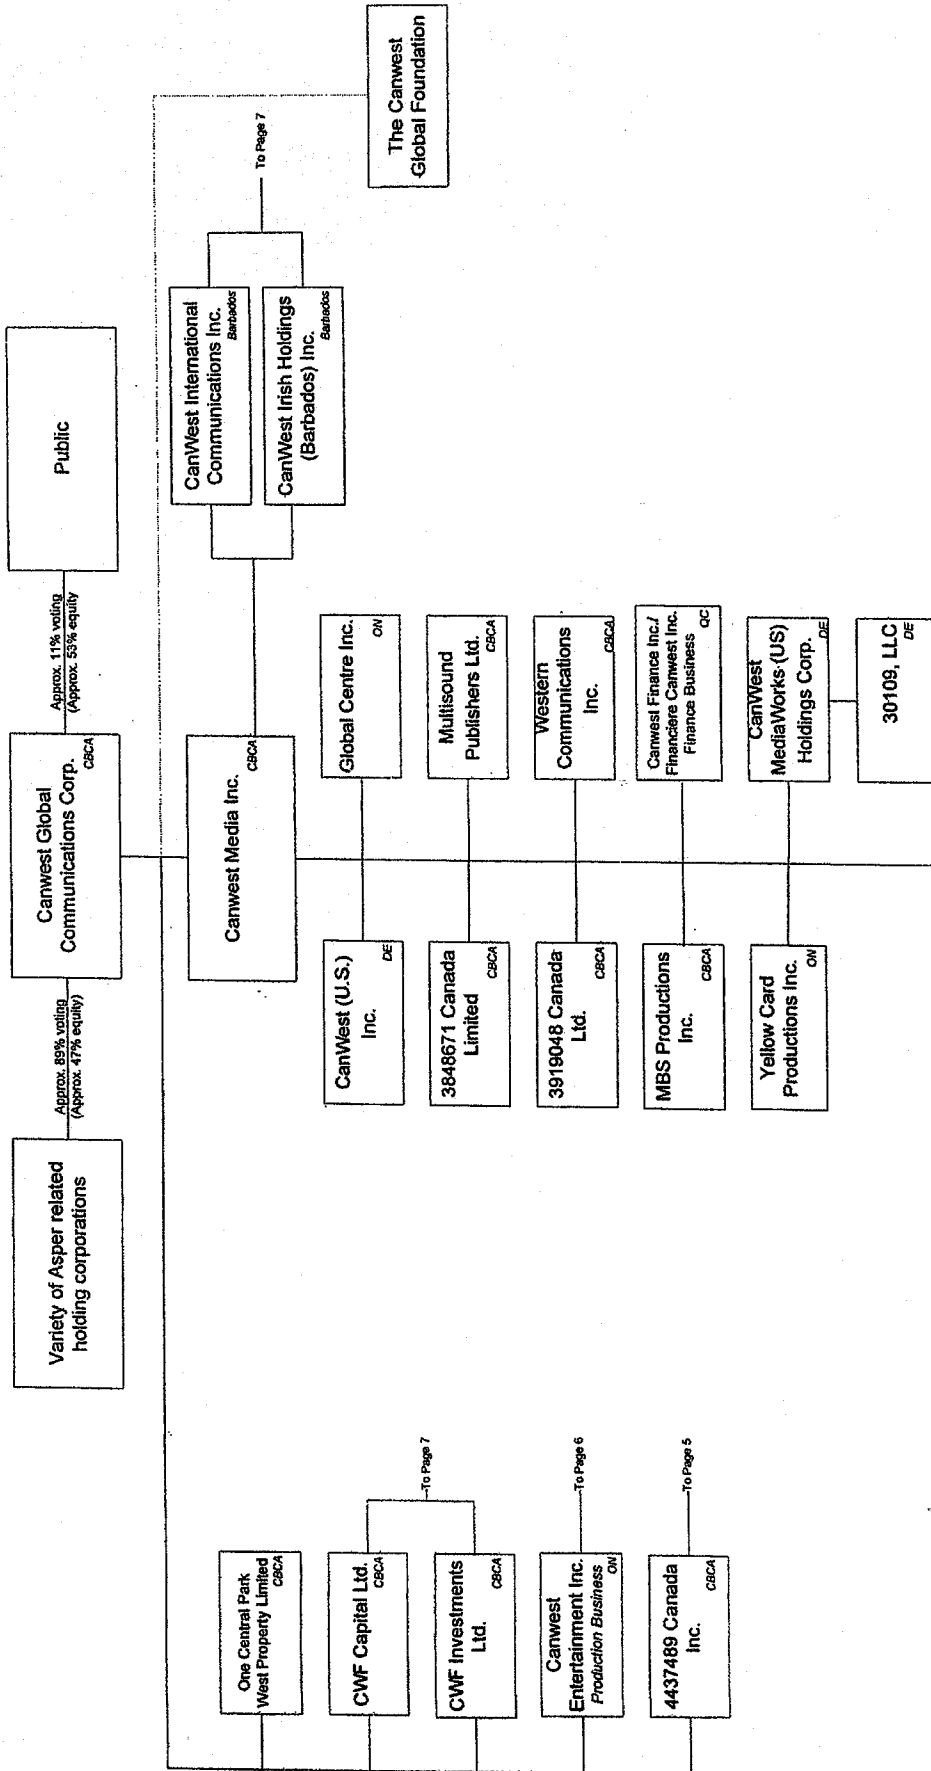 Variety of Asper related
holding corporations
Approx. 89% voting
(Approx. 47% equity)
Canwest Global
Communications Corp.
CBCA
Approx. 11% voting
(Approx. 53% equity
Public
Canwest Media Inc.
CBCA
CanWest International
Communications Inc.
Barbados
CanWest Irish Holdings
(Barbados) Inc.
Barbados
To Page 7
The Canwest
Global Foundation
One Central Park
West Property Limited
CBCA
CWF Capital Ltd.
CBCA
CWF Investments
Ltd.
CBCA
To Page 7
Canwest
Entertainment Inc.
Production Business
ON
To Page 6
4437489 Canada
Inc.
CBCA
To Page 5
CanWest (U.S.)
Inc.
DE
Global Centre Inc.
ON
3848671 Canada
Limited
CBCA
Multisound
Publishers Ltd.
CBCA
3919048 Canada
Ltd.
CBCA
Western
Communications
Inc.
CBCA
MBS Productions
Inc.
CBCA
Canwest Finance Inc./
Financiere Canwest Inc.
Finance Business
QC
Yellow Card
Productions Inc.
ON
CanWest
MediaWorks (US)
Holdings Corp.
DE
30109, LLC
DE